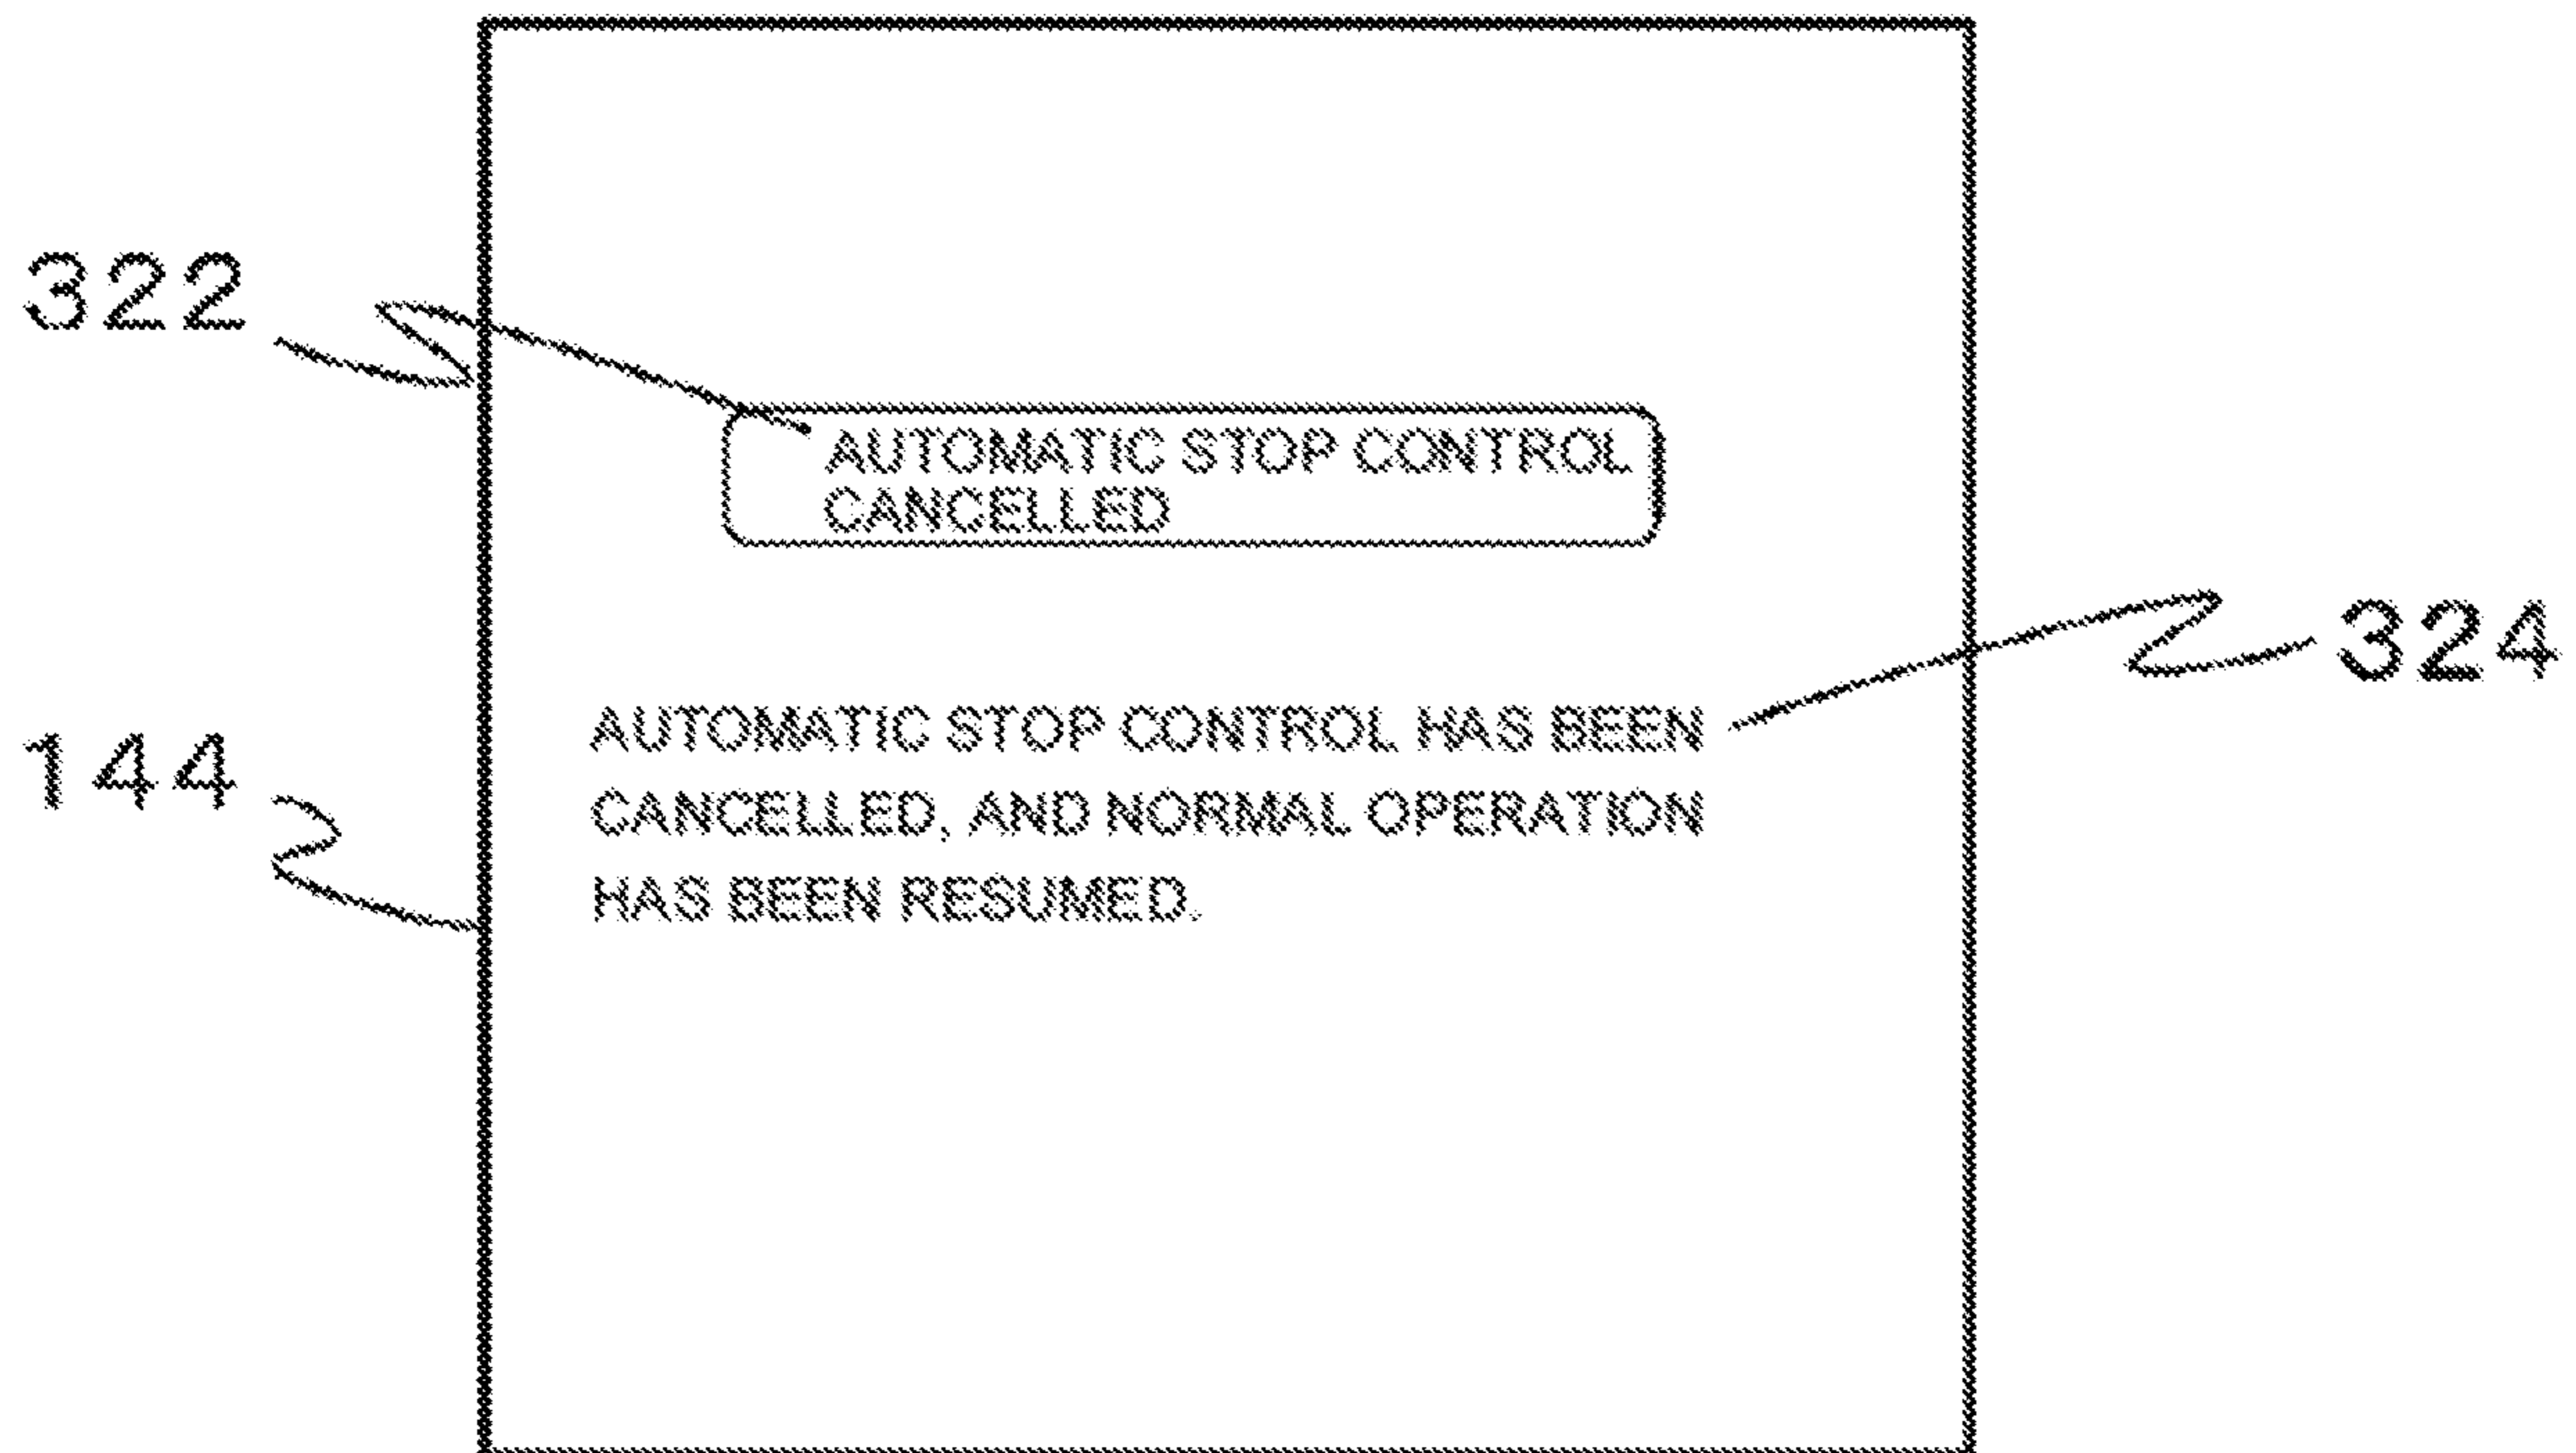 322
AUTOMATIC STOP CONTROL
CANCELLED
324
AUTOMATIC STOP CONTROL HAS BEEN
CANCELLED, AND NORMAL OPERATION
HAS BEEN RESUMED.
144